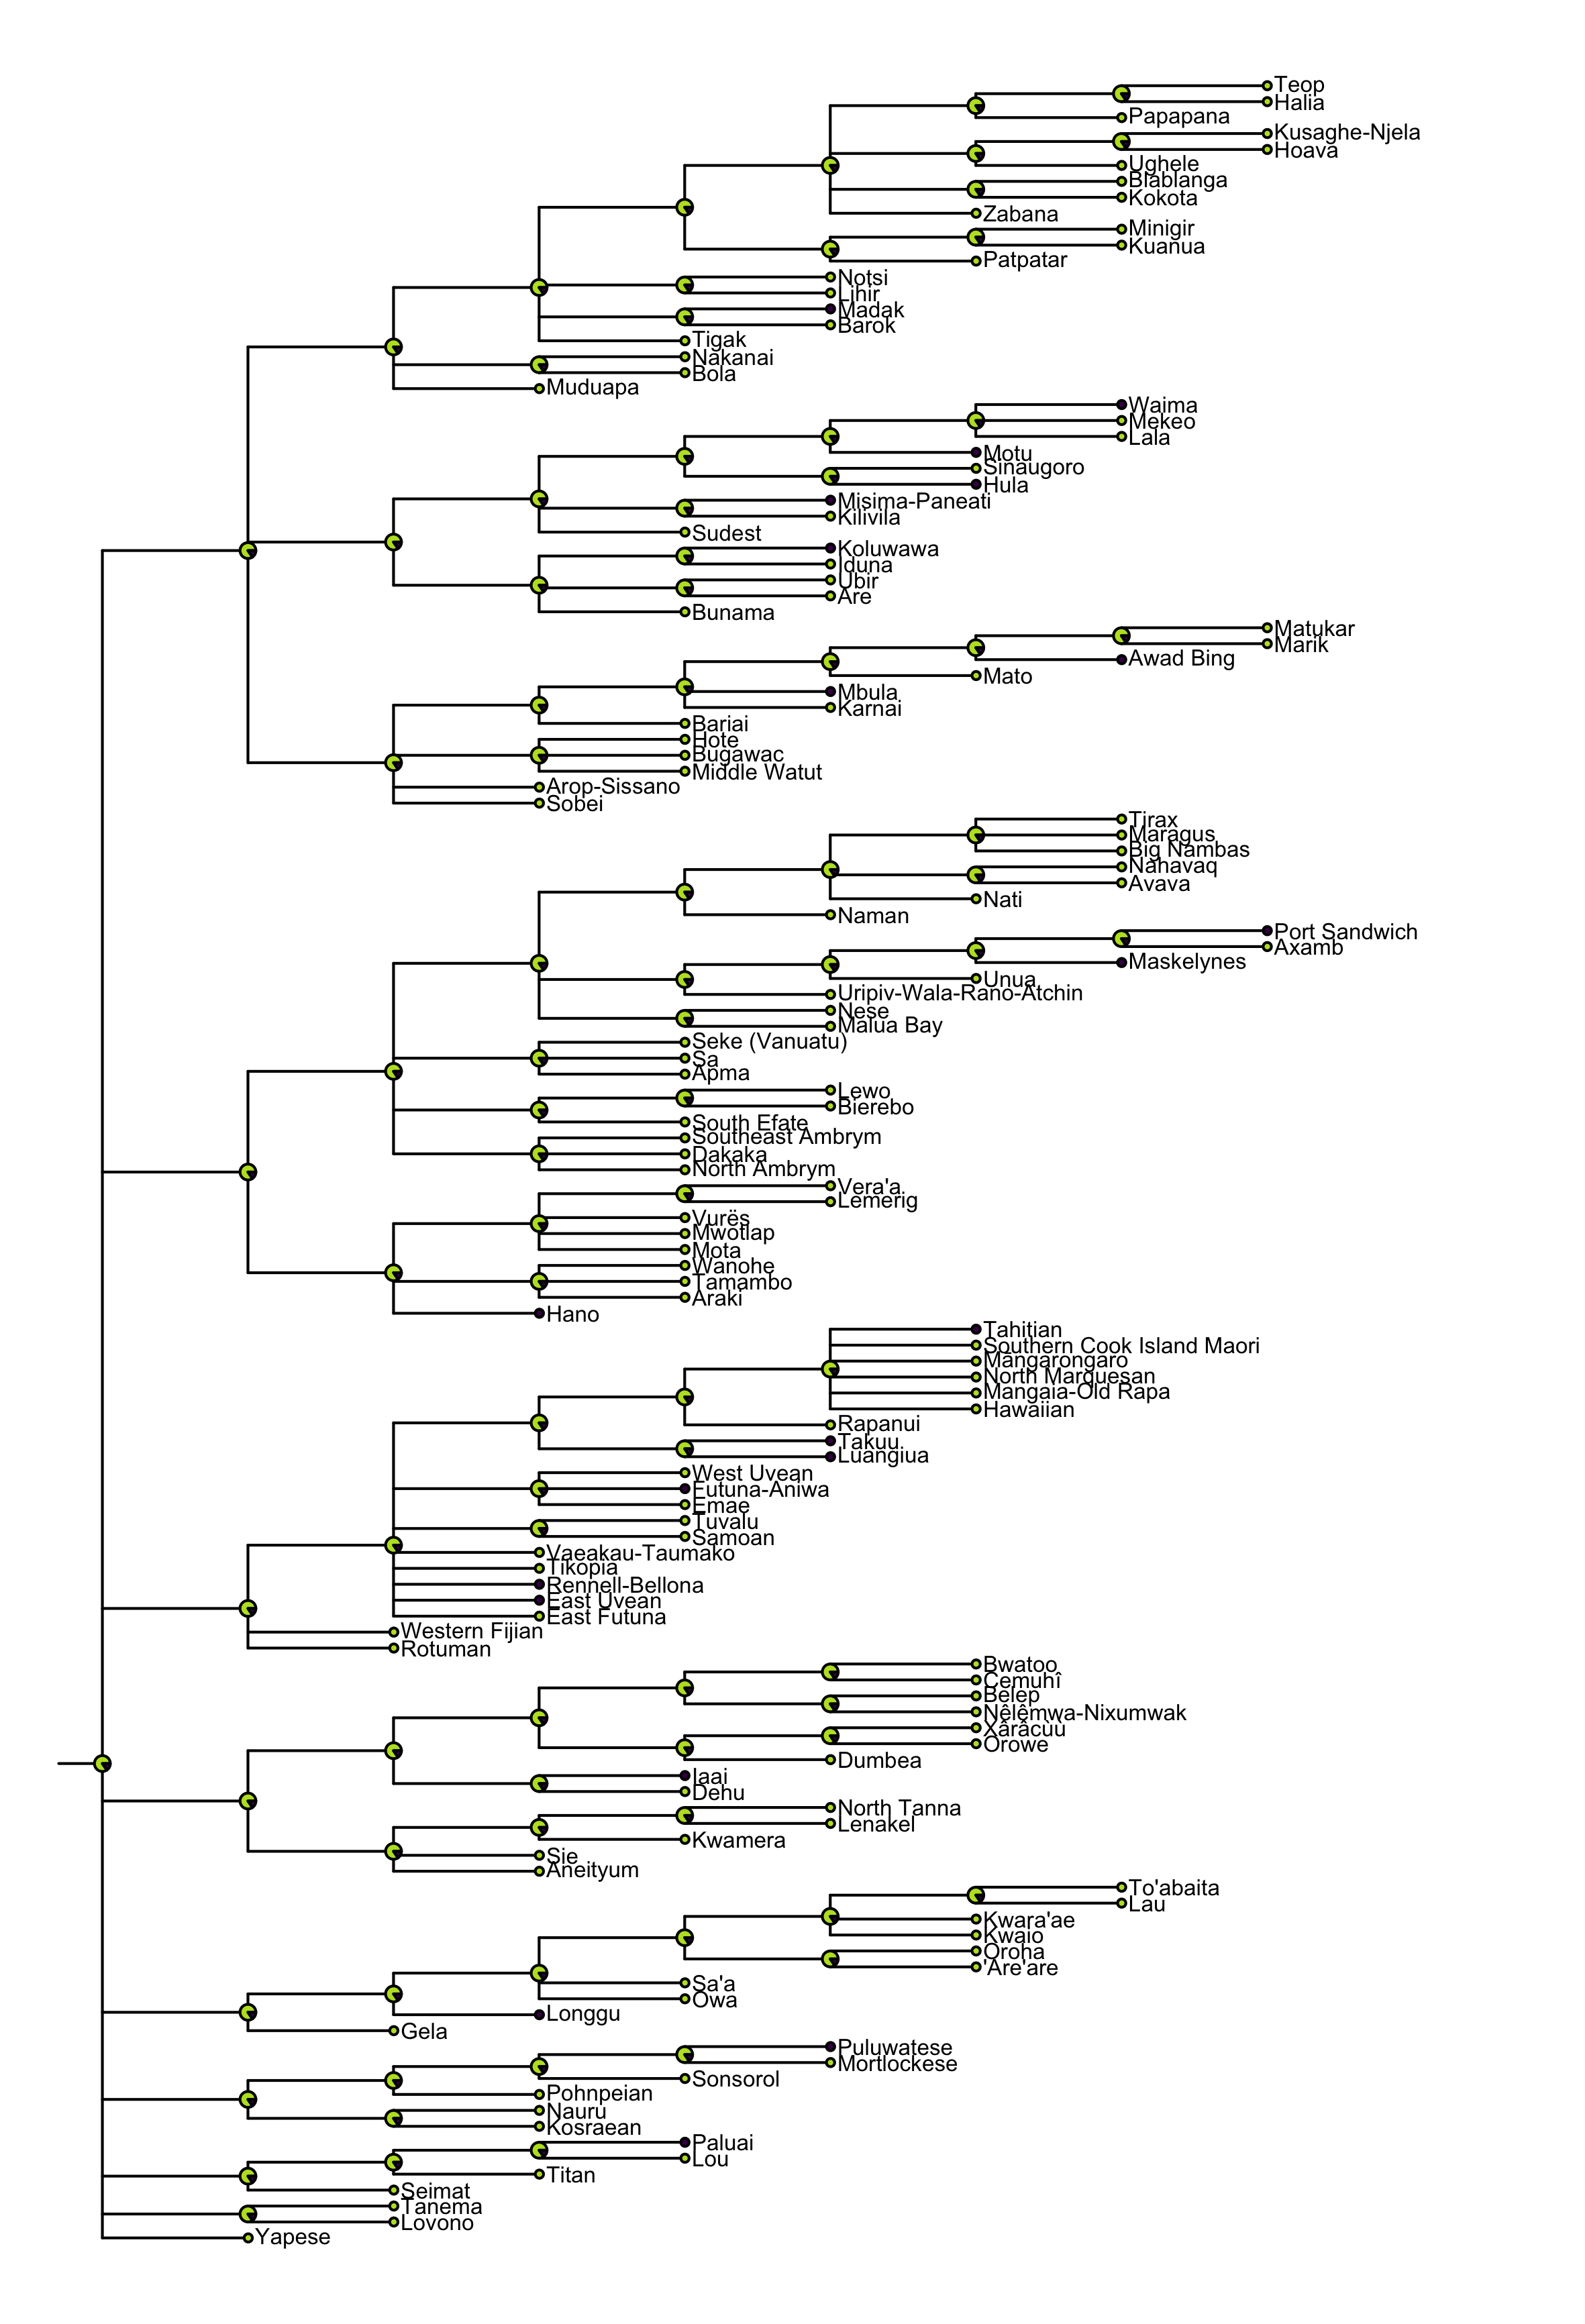 Teop
Halia
Papapana
Kusaghe-Njela
Hoava
Ughele
Blablanga
Kokota
Zabana
Minigir
Kuanua
Patpatar
Notsi
Lihir
Madak
Barok
Tigak
Nakanai
Bola
Muduapa
Waima
Mekeo
Lala
Motu
Sinaugoro
Hula
Misima-Paneati
Kilivila
Sudest
Koluwawa
Iduna
Ubir
Are
Bunama
Matukar
Marik
Awad Bing
Mato
Mbula
Karnai
Bariai
Hote
Bugawac
Middle Watut
Arop-Sissano
Sobei
Tirax
Maragus
Big Nambas
Nahavaq
Avava
Nati
Naman
Port Sandwich
Axamb
Maskelynes
Unua
Uripiv-Wala-Rano-Atchin
Nese
Malua Bay
Seke (Vanuatu)
Sa
Apma
Lewo
Bierebo
South Efate
Southeast Ambrym
Dakaka
North Ambrym
Vera'a
Lemerig
Vurës
Mwotlap
Mota
Wanohe
Tamambo
Araki
Hano
Tahitian
Southern Cook Island Maori
Mangarongaro
North Marquesan
Mangaia-Old Rapa
Hawaiian
Rapanui
Takuu
Luangiua
West Uvean
Futuna-Aniwa
Emae
Tuvalu
Samoan
Vaeakau-Taumako
Tikopia
Rennell-Bellona
East Uvean
East Futuna
Western Fijian
Rotuman
Bwatoo
Cemuhî
Belep
Nêlêmwa-Nixumwak
Xârâcùù
Orowe
Dumbea
Iaai
Dehu
North Tanna
Lenakel
Kwamera
Sie
Aneityum
To'abaita
Lau
Kwara'ae
Kwaio
Oroha
'Are'are
Sa'a
Owa
Longgu
Gela
Puluwatese
Mortlockese
Sonsorol
Pohnpeian
Nauru
Kosraean
Paluai
Lou
Titan
Seimat
Tanema
Lovono
Yapese